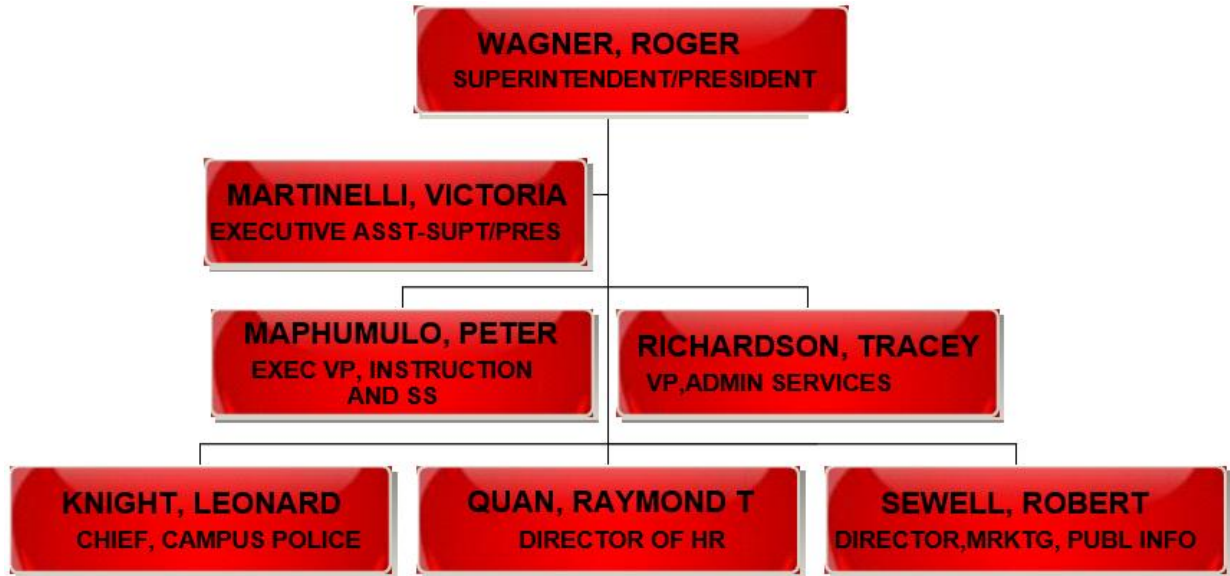 WAGNER, ROGER
SUPERINTENDENT/PRESIDENT
MARTINELLI, VICTORIA
EXECUTIVE ASST-SUPT/PRES
MAPHUMULO, PETER
EXEC VP, INSTRUCTION
AND SS
RICHARDSON, TRACEY
VP,ADMIN SERVICES
KNIGHT, LEONARD
CHIEF, CAMPUS POLICE
QUAN, RAYMOND T
DIRECTOR OF HR
SEWELL, ROBERT
DIRECTOR,MRKTG, PUBL INFO